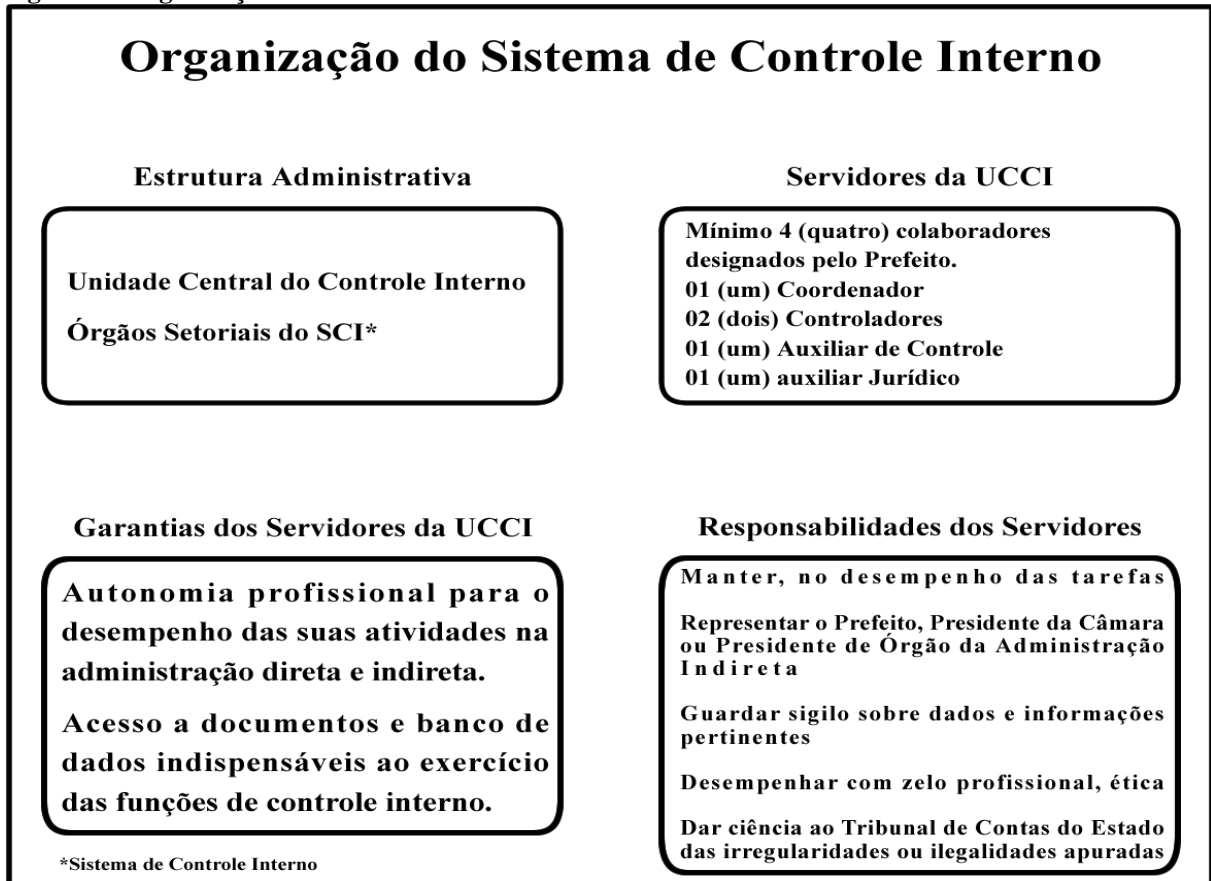 Organização do Sistema de Controle Interno
Estrutura Administrativa
Unidade Central do Controle Interno
Órgãos Setoriais do SCI*
Servidores da UCCI
Mínimo 4 (quatro) colaboradores
designados pelo Prefeito.
01 (um) Coordenador
02 (dois) Controladores
01 (um) Auxiliar de Controle
01 (um) auxiliar Jurídico
Garantias dos Servidores da UCCI
Autonomia profissional para o
desempenho das suas atividades na
administração direta e indireta.
Acesso a documentos e banco de
dados indispensáveis ao exercício
das funções de controle interno.
Responsabilidades dos Servidores
Manter, no desempenho das tarefas
Representar o Prefeito, Presidente da Câmara
ou Presidente de Órgão da Administração
Indireta
Guardar sigilo sobre dados e informações
pertinentes
Desempenhar com zelo profissional, ética
Dar ciência ao Tribunal de Contas do Estado
das irregularidades ou ilegalidades apuradas
*Sistema de Controle Interno